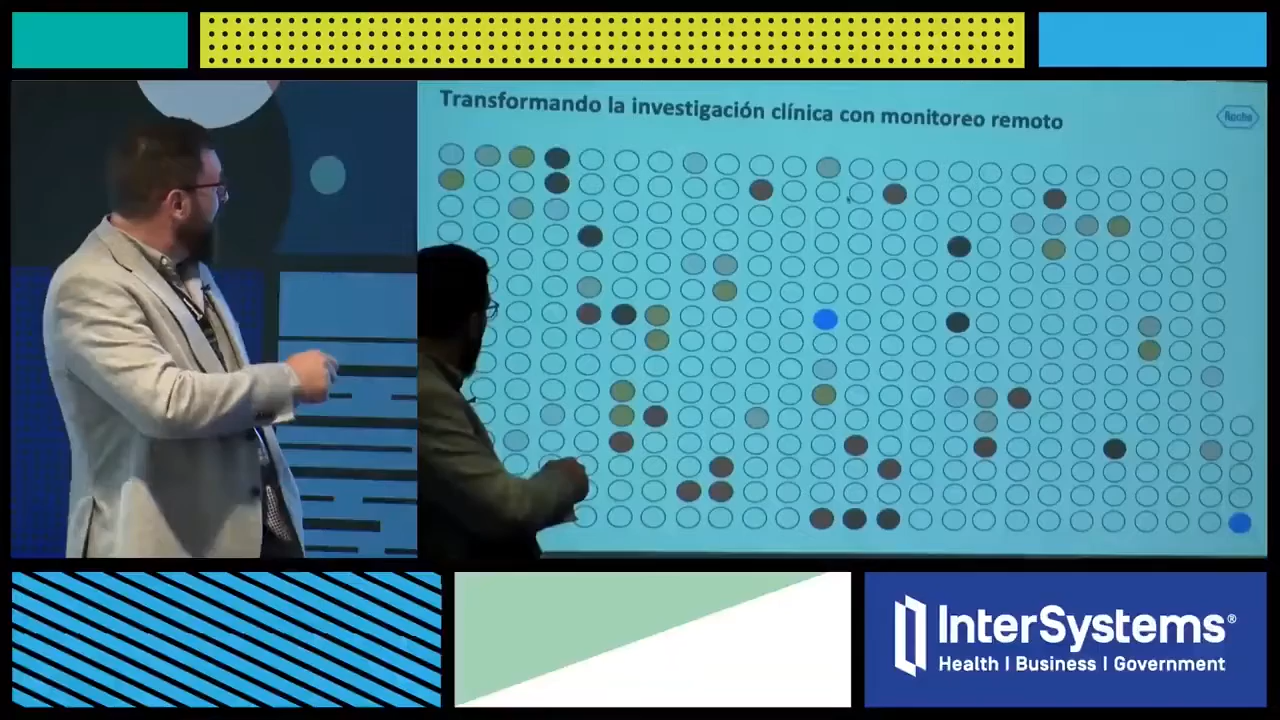 Transformando la investigación clínica con monitoreo remoto
Roche
InterSystems®
Health | Business | Government